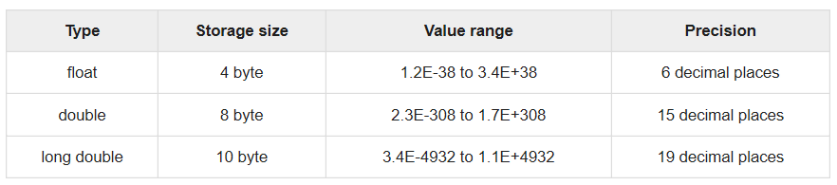 Type Storage size Value range Precision
float 4 byte 1.2E-38 to 3.4E+38 6 decimal places
double 8 byte 2.3E-308 to 1.7E+308 15 decimal places
long double 10 byte 3.4E-4932 to 1.1E+4932 19 decimal places